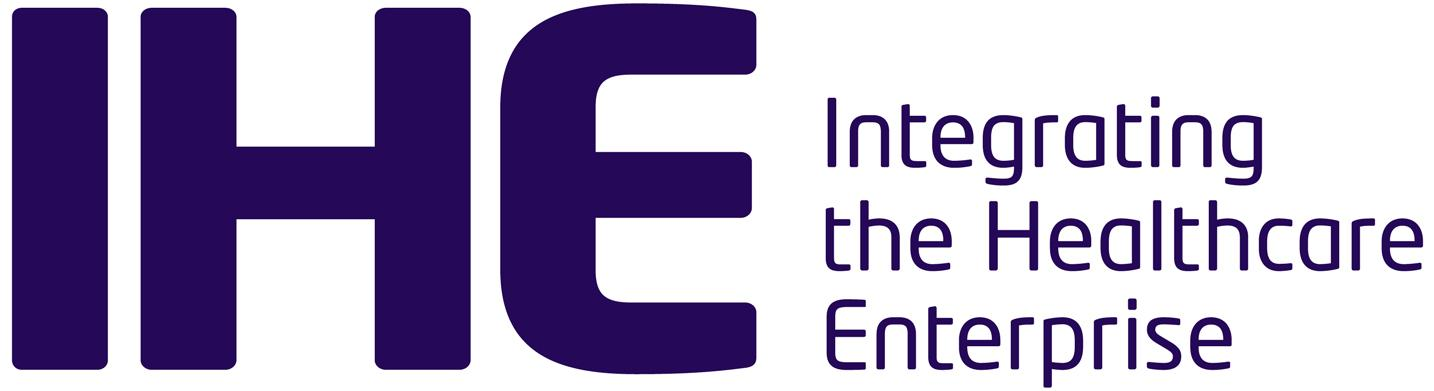 IHE
Integrating
the Healthcare
Enterprise